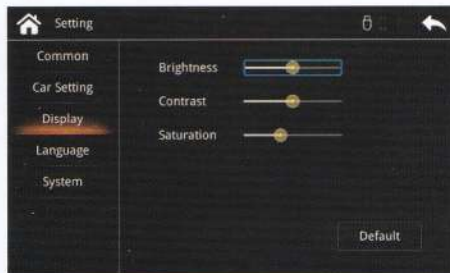 Setting
Common
Car Setting
Display
Language
System
Brightness
Contrast
Saturation
Default